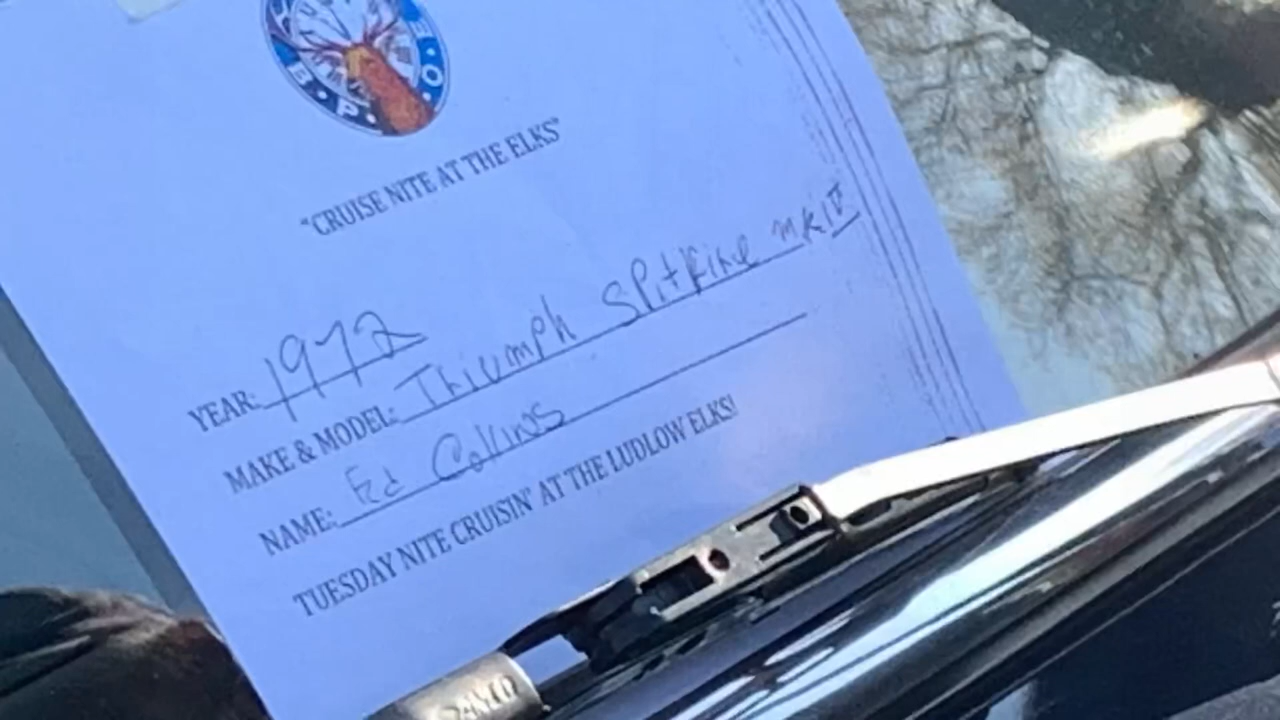 B. P. O. E
"CRUISE NITE AT THE ELKS"
YEAR: 1972
MAKE & MODEL: Triumph Spitfire MKIV
NAME: Ed Collins
TUESDAY NITE CRUISIN' AT THE LUDLOW ELKS!